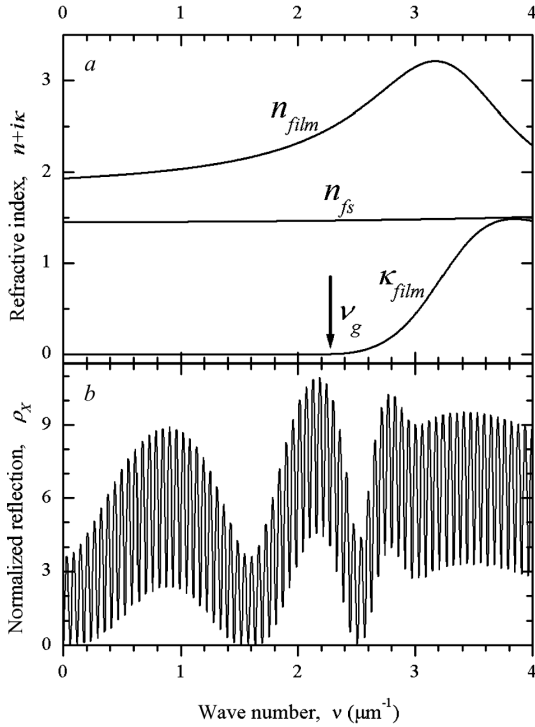 0 1 2 3 4
a
3
2
1
0
Refractive index, n+iκ
n_film
n_fs
κ_film
ν_g
b
9
6
3
0
Normalized reflection, ρ_X
0 1 2 3 4
Wave number, ν (μm⁻¹)